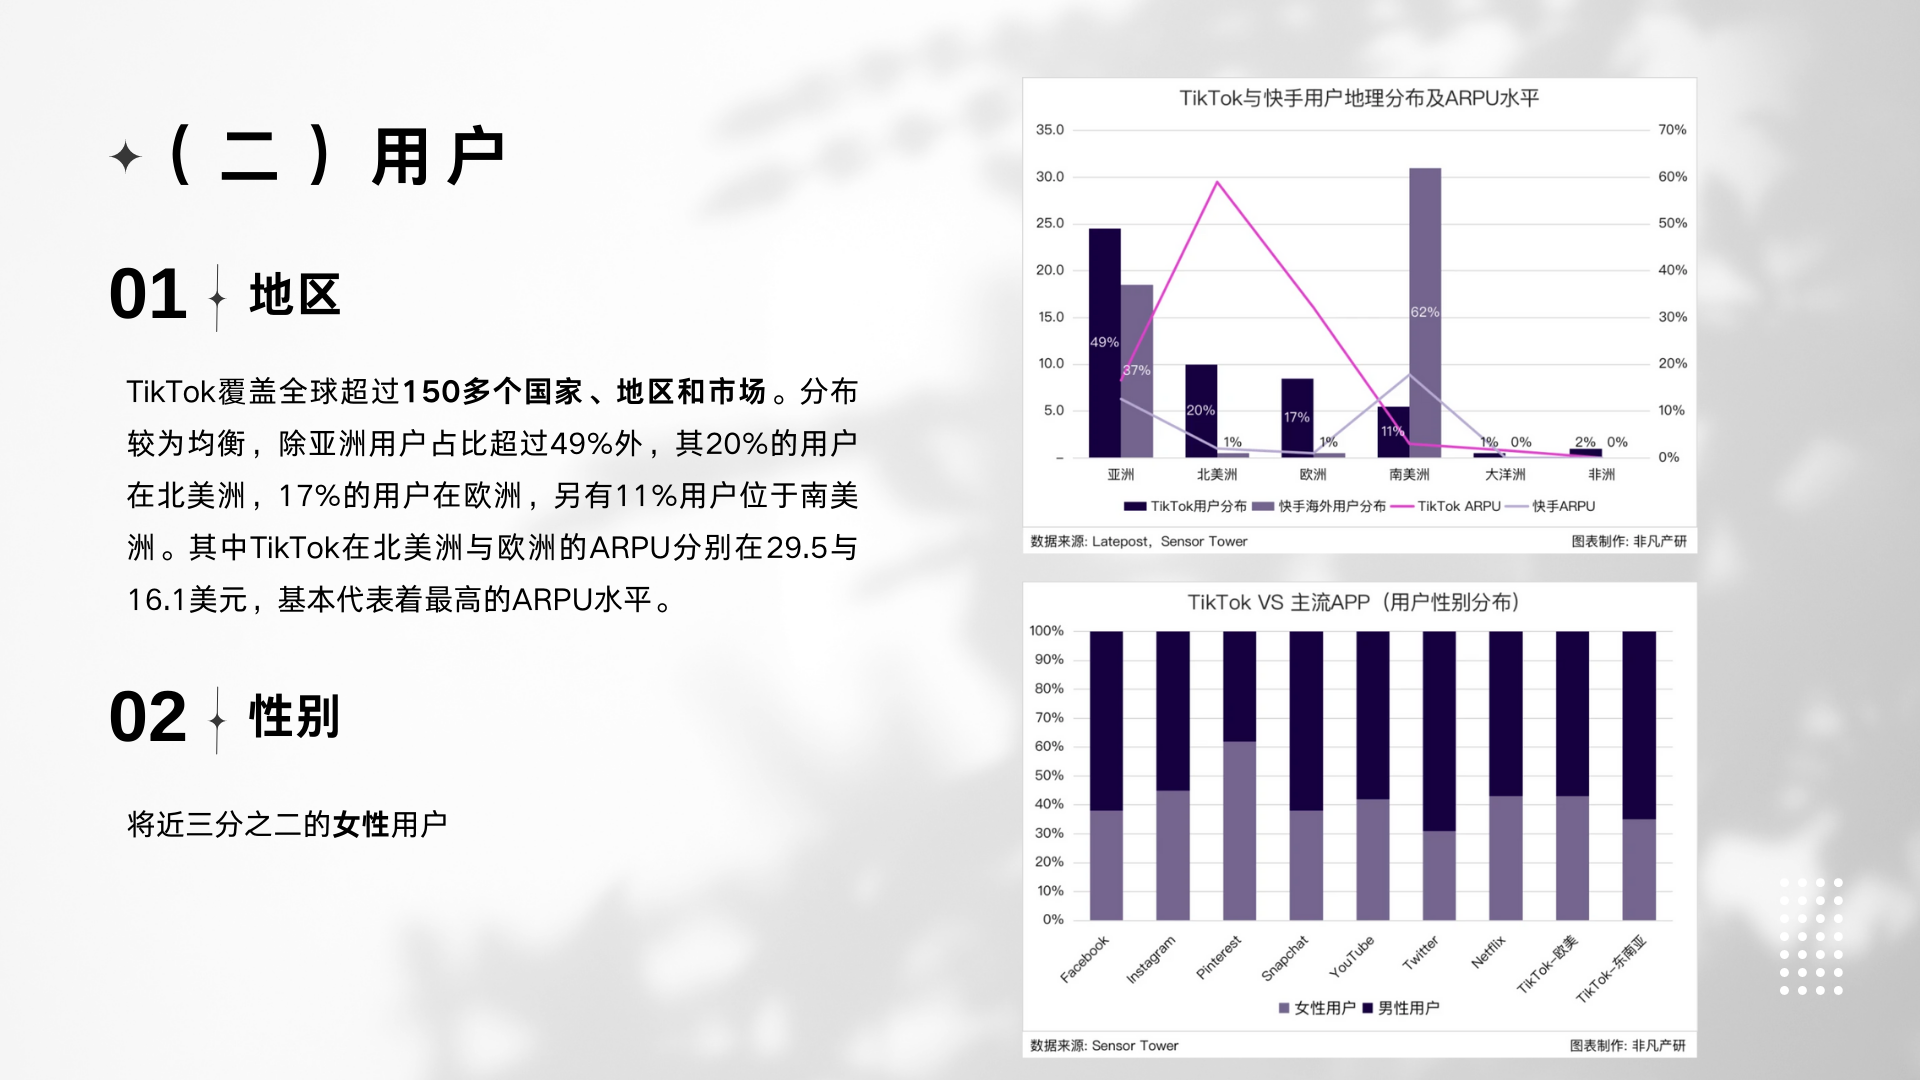 （二）用户
01 地区
TikTok覆盖全球超过150多个国家、地区和市场。分布
较为均衡，除亚洲用户占比超过49%外，其20%的用户
在北美洲，17%的用户在欧洲，另有11%用户位于南美
洲。其中TikTok在北美洲与欧洲的ARPU分别在29.5与
16.1美元，基本代表着最高的ARPU水平。
02 性别
将近三分之二的女性用户
TikTok与快手用户地理分布及ARPU水平
35.0 70%
30.0 60%
25.0 50%
20.0 40%
15.0 30%
10.0 20%
5.0 10%
– 0%
49% 37% 20% 1% 17% 1% 11% 62% 1% 0% 2% 0%
亚洲 北美洲 欧洲 南美洲 大洋洲 非洲
TikTok用户分布 快手海外用户分布 TikTok ARPU 快手ARPU
数据来源: Latepost，Sensor Tower 图表制作: 非凡产研
TikTok VS 主流APP（用户性别分布）
100%
90%
80%
70%
60%
50%
40%
30%
20%
10%
0%
Facebook Instagram Pinterest Snapchat YouTube Twitter Netflix TikTok–欧美 TikTok–东南亚
女性用户 男性用户
数据来源: Sensor Tower 图表制作: 非凡产研